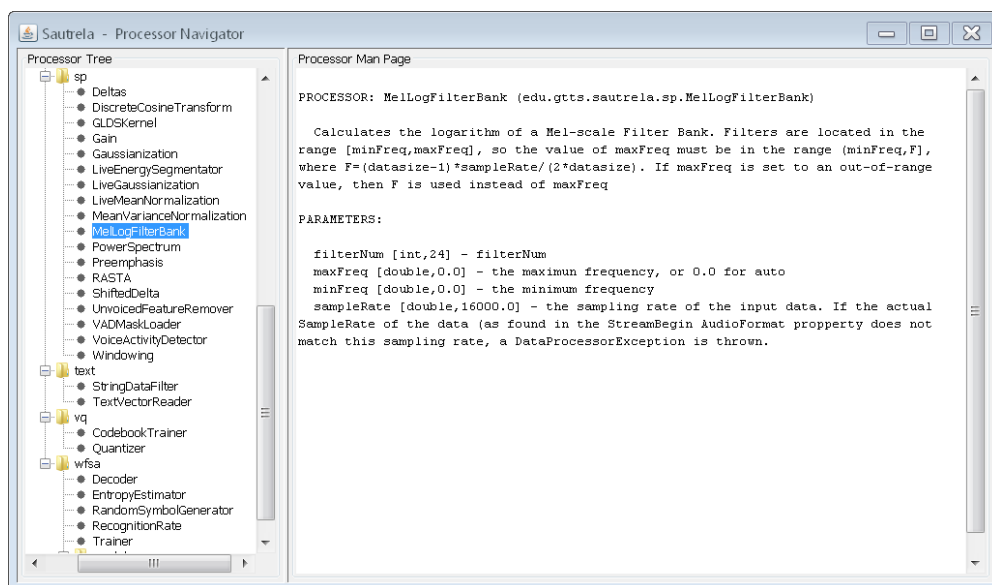 Sautrela - Processor Navigator
Processor Tree
sp
Deltas
DiscreteCosineTransform
GLDSKernel
Gain
Gaussianization
LiveEnergySegmentator
LiveGaussianization
LiveMeanNormalization
MeanVarianceNormalization
MelLogFilterBank
PowerSpectrum
Preemphasis
RASTA
ShiftedDelta
UnvoicedFeatureRemover
VADMaskLoader
VoiceActivityDetector
Windowing
text
StringDataFilter
TextVectorReader
vq
CodebookTrainer
Quantizer
wfsa
Decoder
EntropyEstimator
RandomSymbolGenerator
RecognitionRate
Trainer
Processor Man Page
PROCESSOR: MelLogFilterBank (edu.gtts.sautrela.sp.MelLogFilterBank)
Calculates the logarithm of a Mel-scale Filter Bank. Filters are located in the
range [minFreq,maxFreq], so the value of maxFreq must be in the range (minFreq,F],
where F=(datasize-1)*sampleRate/(2*datasize). If maxFreq is set to an out-of-range
value, then F is used instead of maxFreq
PARAMETERS:
filterNum [int,24] - filterNum
maxFreq [double,0.0] - the maximun frequency, or 0.0 for auto
minFreq [double,0.0] - the minimum frequency
sampleRate [double,16000.0] - the sampling rate of the input data. If the actual
SampleRate of the data (as found in the StreamBegin AudioFormat propperty does not
match this sampling rate, a DataProcessorException is thrown.